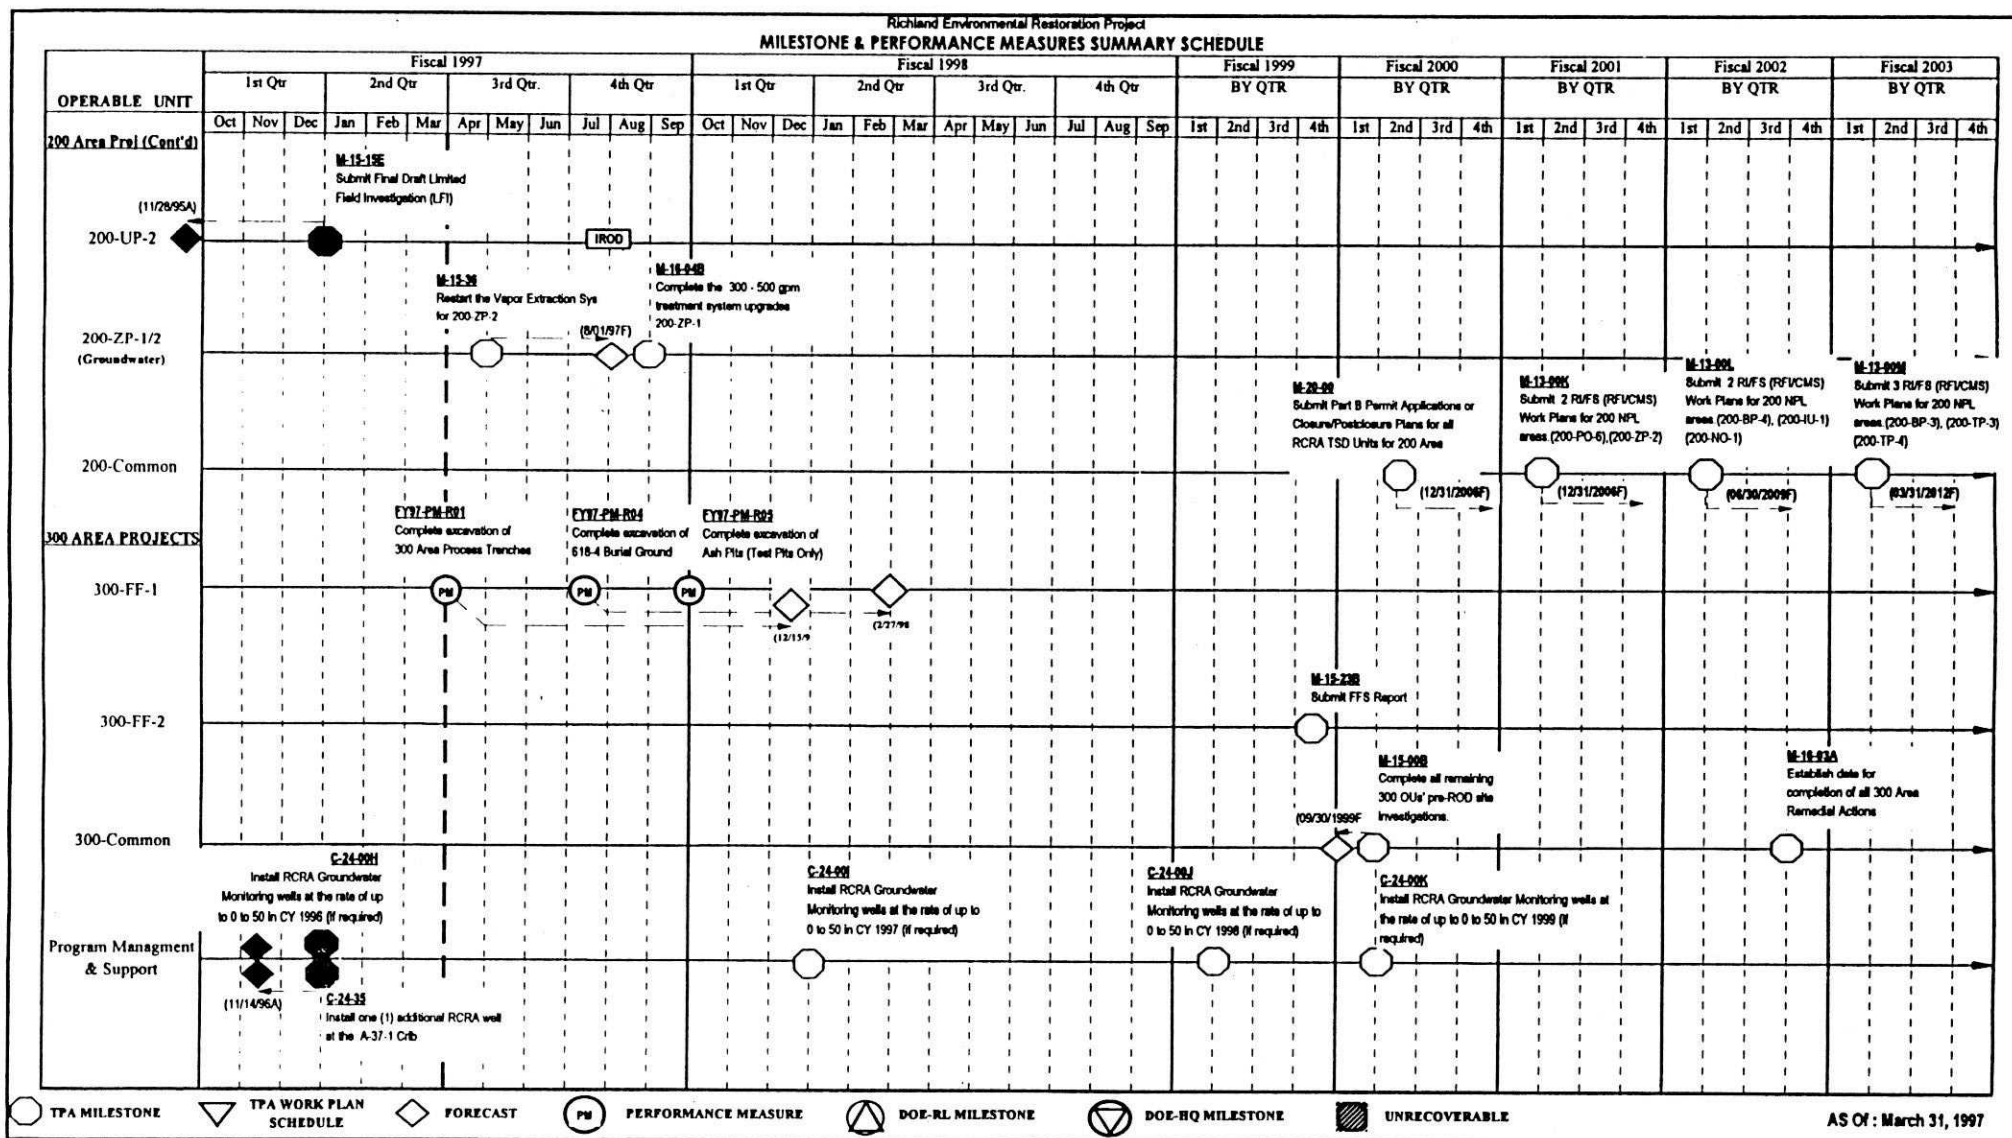 Richland Environmental Restoration Project
MILESTONE & PERFORMANCE MEASURES SUMMARY SCHEDULE
OPERABLE UNIT
Fiscal 1997
Fiscal 1998
Fiscal 1999
Fiscal 2000
Fiscal 2001
Fiscal 2002
Fiscal 2003
1st Qtr
2nd Qtr
3rd Qtr.
4th Qtr
1st Qtr
2nd Qtr
3rd Qtr.
4th Qtr
BY QTR
BY QTR
BY QTR
BY QTR
BY QTR
Oct Nov Dec Jan Feb Mar Apr May Jun Jul Aug Sep Oct Nov Dec Jan Feb Mar Apr May Jun Jul Aug Sep 1st 2nd 3rd 4th 1st 2nd 3rd 4th 1st 2nd 3rd 4th 1st 2nd 3rd 4th 1st 2nd 3rd 4th
200 Area Proj (Cont'd)
M-15-15E
Submit Final Draft Limited
Field Investigation (LFI)
(11/28/95A)
200-UP-2
IROD
M-15-36
Restart the Vapor Extraction Sys
for 200-ZP-2
(8/01/97F)
M-16-04B
Complete the 300 - 500 gpm
treatment system upgrades
200-ZP-1
200-ZP-1/2
(Groundwater)
M-20-00
Submit Part B Permit Applications or
Closure/Postclosure Plans for all
RCRA TSD Units for 200 Area
M-13-00K
Submit 2 RI/FS (RFI/CMS)
Work Plans for 200 NPL
areas (200-PO-6),(200-ZP-2)
M-13-00L
Submit 2 RI/FS (RFI/CMS)
Work Plans for 200 NPL
areas (200-BP-4), (200-IU-1)
(200-NO-1)
M-13-00M
Submit 3 RI/FS (RFI/CMS)
Work Plans for 200 NPL
areas (200-BP-3), (200-TP-3)
(200-TP-4)
200-Common
(12/31/2006F)
(12/31/2006F)
(06/30/2009F)
(03/31/2012F)
300 AREA PROJECTS
FY97-PM-R01
Complete excavation of
300 Area Process Trenches
FY97-PM-R04
Complete excavation of
618-4 Burial Ground
FY97-PM-R05
Complete excavation of
Ash Pits (Test Pits Only)
300-FF-1
PM
PM
PM
(12/15/9
(2/27/98
M-15-23B
Submit FFS Report
300-FF-2
M-15-00B
Complete all remaining
300 OUs' pre-ROD site
investigations.
(09/30/1999F
M-16-03A
Establish date for
completion of all 300 Area
Remedial Actions
300-Common
C-24-00H
Install RCRA Groundwater
Monitoring wells at the rate of up
to 0 to 50 in CY 1996 (if required)
C-24-00I
Install RCRA Groundwater
Monitoring wells at the rate of up to
0 to 50 in CY 1997 (if required)
C-24-00J
Install RCRA Groundwater
Monitoring wells at the rate of up to
0 to 50 in CY 1998 (if required)
C-24-00K
Install RCRA Groundwater Monitoring wells at
the rate of up to 0 to 50 in CY 1999 (if
required)
Program Managment
& Support
(11/14/96A)
C-24-35
Install one (1) additional RCRA well
at the A-37-1 Crib
TPA MILESTONE
TPA WORK PLAN
SCHEDULE
FORECAST
PM
PERFORMANCE MEASURE
DOE-RL MILESTONE
DOE-HQ MILESTONE
UNRECOVERABLE
AS Of : March 31, 1997